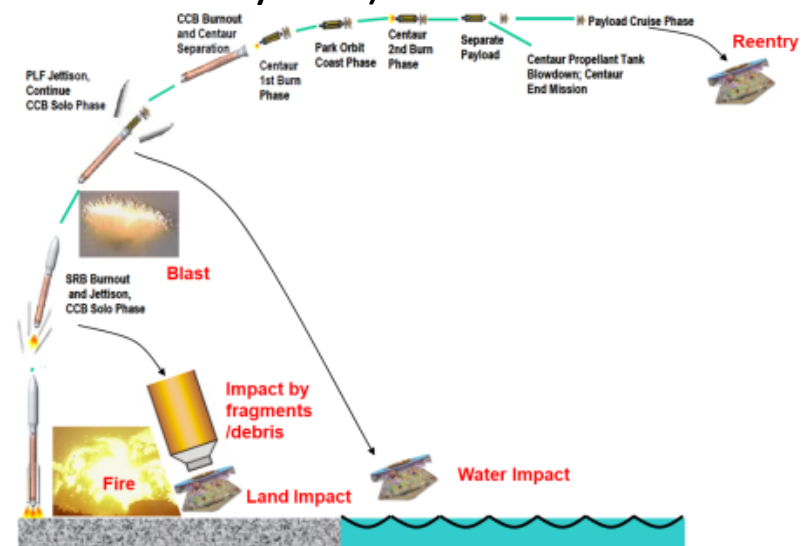 CCB Burnout
and Centaur
Separation
Centaur
1st Burn
Phase
Park Orbit
Coast Phase
Centaur
2nd Burn
Phase
Separate
Payload
Payload Cruise Phase
Centaur Propellant Tank
Blowdown; Centaur
End Mission
Reentry
PLF Jettison,
Continue
CCB Solo Phase
Blast
SRB Burnout
and Jettison,
CCB Solo Phase
Impact by
fragments
/debris
Fire
Land Impact
Water Impact